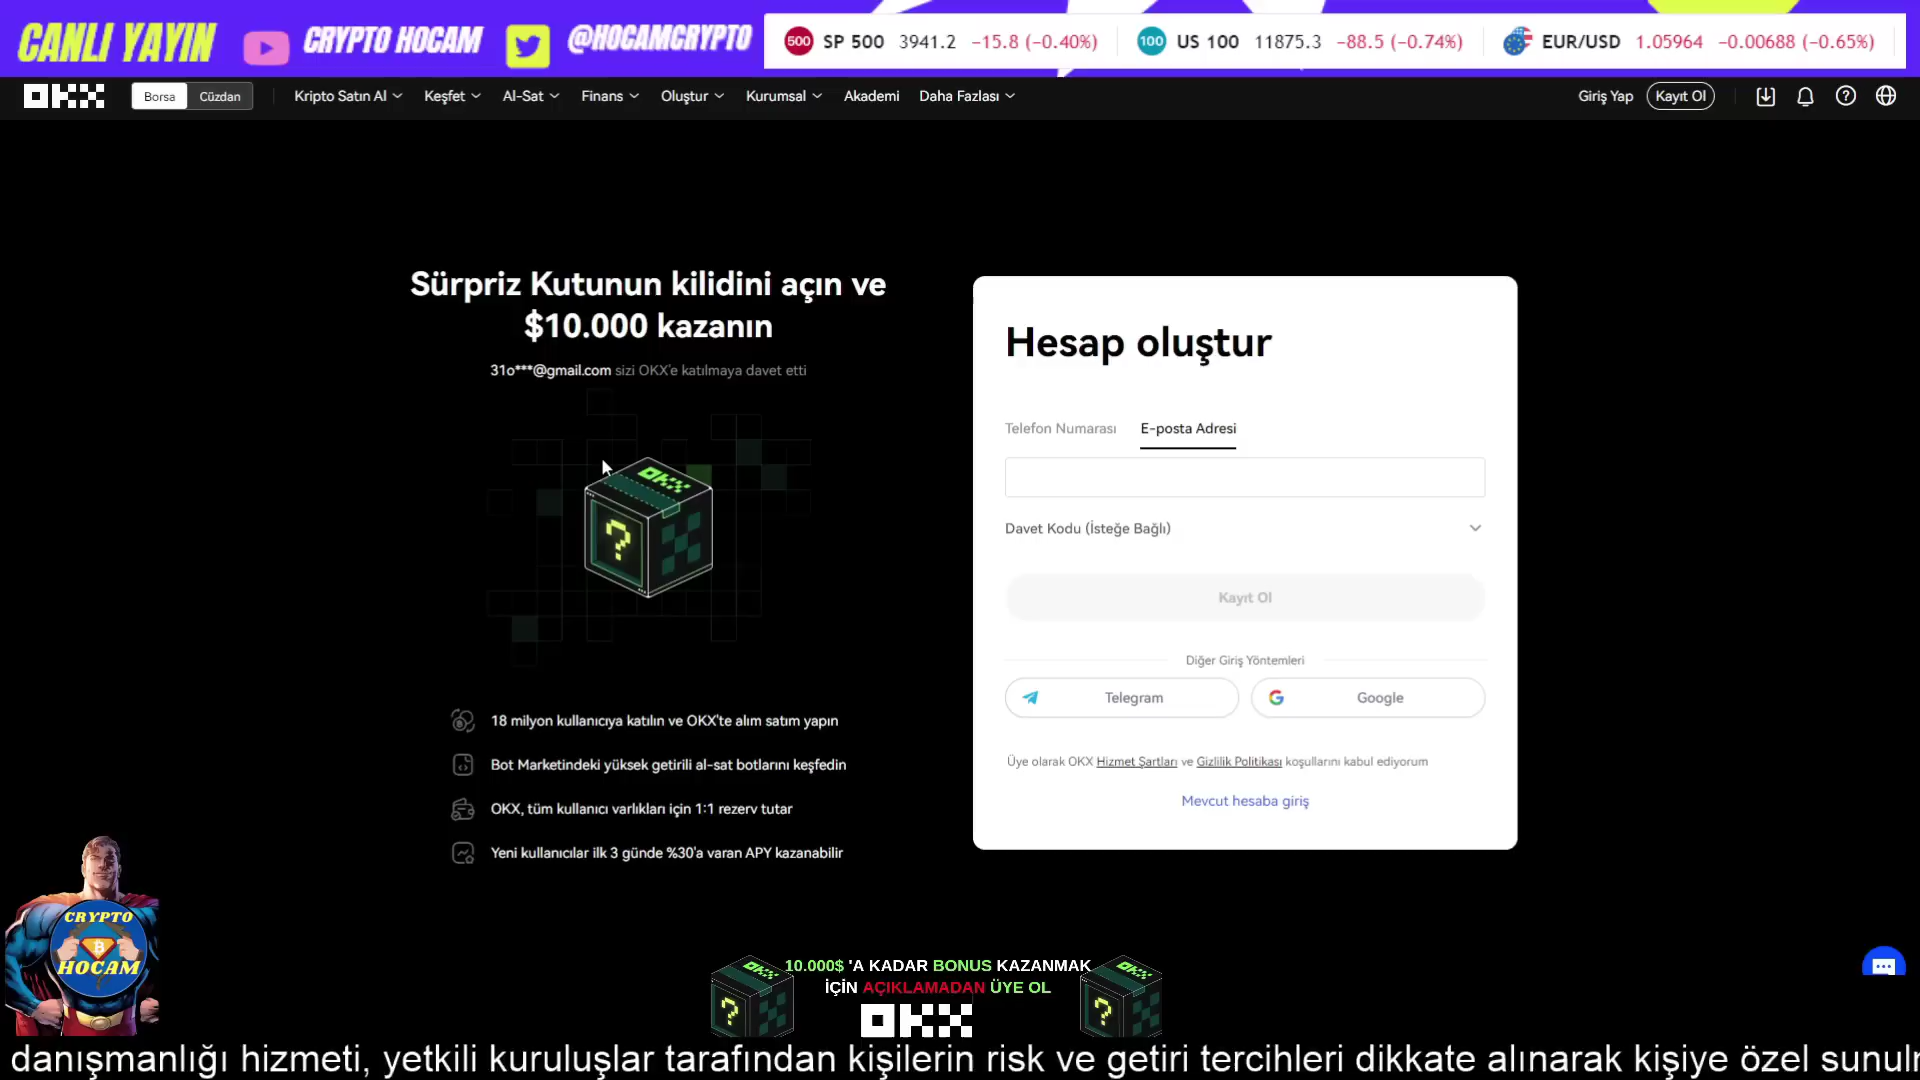 CANLI YAYIN
CRYPTO HOCAM
@HOCAMCRYPTO
500 SP 500 3941.2 −15.8 (−0.40%)
100 US 100 11875.3 −88.5 (−0.74%)
EUR/USD 1.05964 −0.00688 (−0.65%)
OKX
Borsa Cüzdan
Kripto Satın Al Keşfet Al-Sat Finans Oluştur Kurumsal Akademi Daha Fazlası
Giriş Yap Kayıt Ol
Sürpriz Kutunun kilidini açın ve
$10.000 kazanın
31o***@gmail.com sizi OKX'e katılmaya davet etti
OKX
?
18 milyon kullanıcıya katılın ve OKX'te alım satım yapın
Bot Marketindeki yüksek getirili al-sat botlarını keşfedin
OKX, tüm kullanıcı varlıkları için 1:1 rezerv tutar
Yeni kullanıcılar ilk 3 günde %30'a varan APY kazanabilir
Hesap oluştur
Telefon Numarası E-posta Adresi
Davet Kodu (İsteğe Bağlı)
Kayıt Ol
Diğer Giriş Yöntemleri
Telegram Google
Üye olarak OKX Hizmet Şartları ve Gizlilik Politikası koşullarını kabul ediyorum
Mevcut hesaba giriş
CRYPTO
HOCAM
OKX
?
10.000$ 'A KADAR BONUS KAZANMAK
İÇİN AÇIKLAMADAN ÜYE OL
OKX
OKX
?
danışmanlığı hizmeti, yetkili kuruluşlar tarafından kişilerin risk ve getiri tercihleri dikkate alınarak kişiye özel sunulm